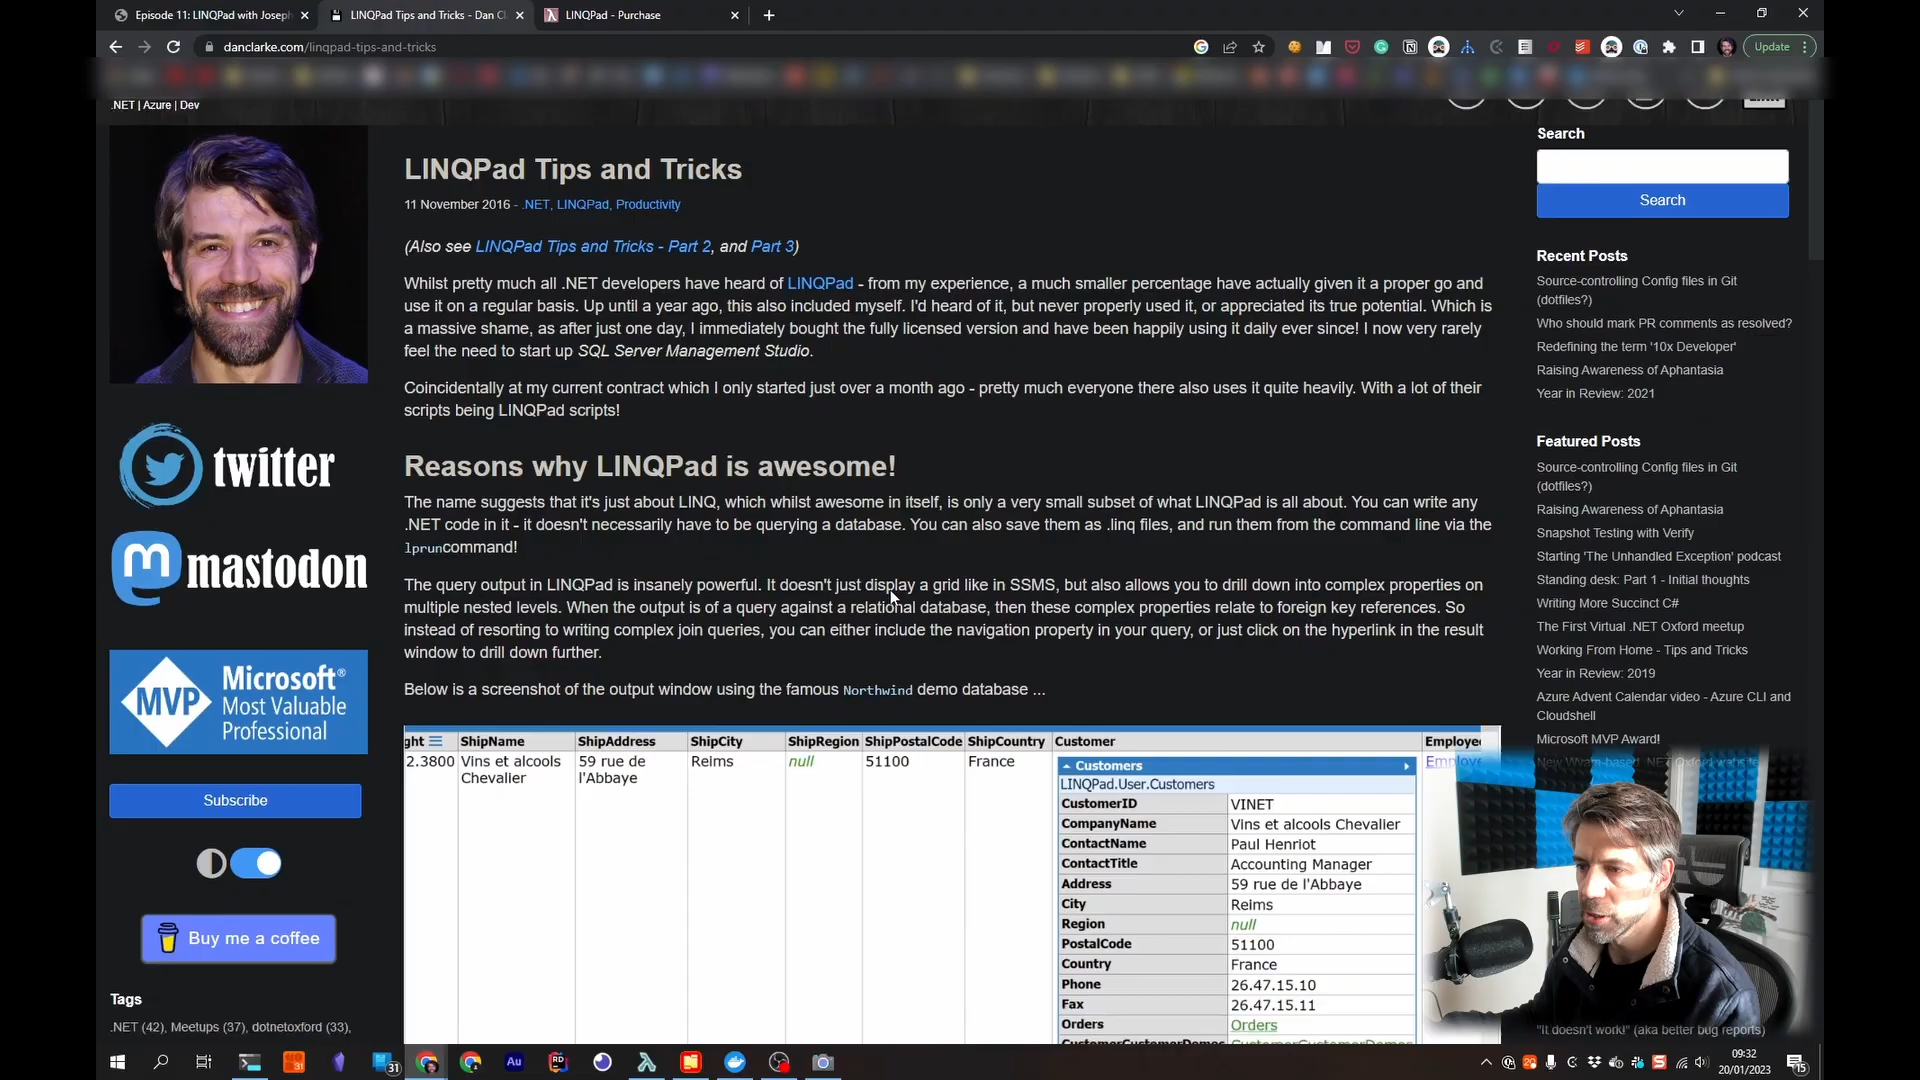 Episode 11: LINQPad with Joseph
LINQPad Tips and Tricks - Dan Cl
LINQPad - Purchase
danclarke.com/linqpad-tips-and-tricks
Update
.NET | Azure | Dev
LINQPad Tips and Tricks
11 November 2016 - .NET, LINQPad, Productivity
(Also see LINQPad Tips and Tricks - Part 2, and Part 3)
Whilst pretty much all .NET developers have heard of LINQPad - from my experience, a much smaller percentage have actually given it a proper go and
use it on a regular basis. Up until a year ago, this also included myself. I'd heard of it, but never properly used it, or appreciated its true potential. Which is
a massive shame, as after just one day, I immediately bought the fully licensed version and have been happily using it daily ever since! I now very rarely
feel the need to start up SQL Server Management Studio.
Coincidentally at my current contract which I only started just over a month ago - pretty much everyone there also uses it quite heavily. With a lot of their
scripts being LINQPad scripts!
Reasons why LINQPad is awesome!
The name suggests that it's just about LINQ, which whilst awesome in itself, is only a very small subset of what LINQPad is all about. You can write any
.NET code in it - it doesn't necessarily have to be querying a database. You can also save them as .linq files, and run them from the command line via the
lpruncommand!
The query output in LINQPad is insanely powerful. It doesn't just display a grid like in SSMS, but also allows you to drill down into complex properties on
multiple nested levels. When the output is of a query against a relational database, then these complex properties relate to foreign key references. So
instead of resorting to writing complex join queries, you can either include the navigation property in your query, or just click on the hyperlink in the result
window to drill down further.
Below is a screenshot of the output window using the famous Northwind demo database ...
ght ShipName ShipAddress ShipCity ShipRegion ShipPostalCode ShipCountry Customer Employe
2.3800 Vins et alcools Chevalier 59 rue de l'Abbaye Reims null 51100 France
Customers
LINQPad.User.Customers
CustomerID VINET
CompanyName Vins et alcools Chevalier
ContactName Paul Henriot
ContactTitle Accounting Manager
Address 59 rue de l'Abbaye
City Reims
Region null
PostalCode 51100
Country France
Phone 26.47.15.10
Fax 26.47.15.11
Orders Orders
CustomerCustomerDemos CustomerCustomerDemos
Employe
twitter
mastodon
MVP
Microsoft®
Most Valuable
Professional
Subscribe
Buy me a coffee
Tags
.NET (42), Meetups (37), dotnetoxford (33),
Search
Search
Recent Posts
Source-controlling Config files in Git
(dotfiles?)
Who should mark PR comments as resolved?
Redefining the term '10x Developer'
Raising Awareness of Aphantasia
Year in Review: 2021
Featured Posts
Source-controlling Config files in Git
(dotfiles?)
Raising Awareness of Aphantasia
Snapshot Testing with Verify
Starting 'The Unhandled Exception' podcast
Standing desk: Part 1 - Initial thoughts
Writing More Succinct C#
The First Virtual .NET Oxford meetup
Working From Home - Tips and Tricks
Year in Review: 2019
Azure Advent Calendar video - Azure CLI and
Cloudshell
Microsoft MVP Award!
New Wyam-based .NET Oxford website
"It doesn't work!" (aka better bug reports)
31
Au
RD
09:32
20/01/2023
15